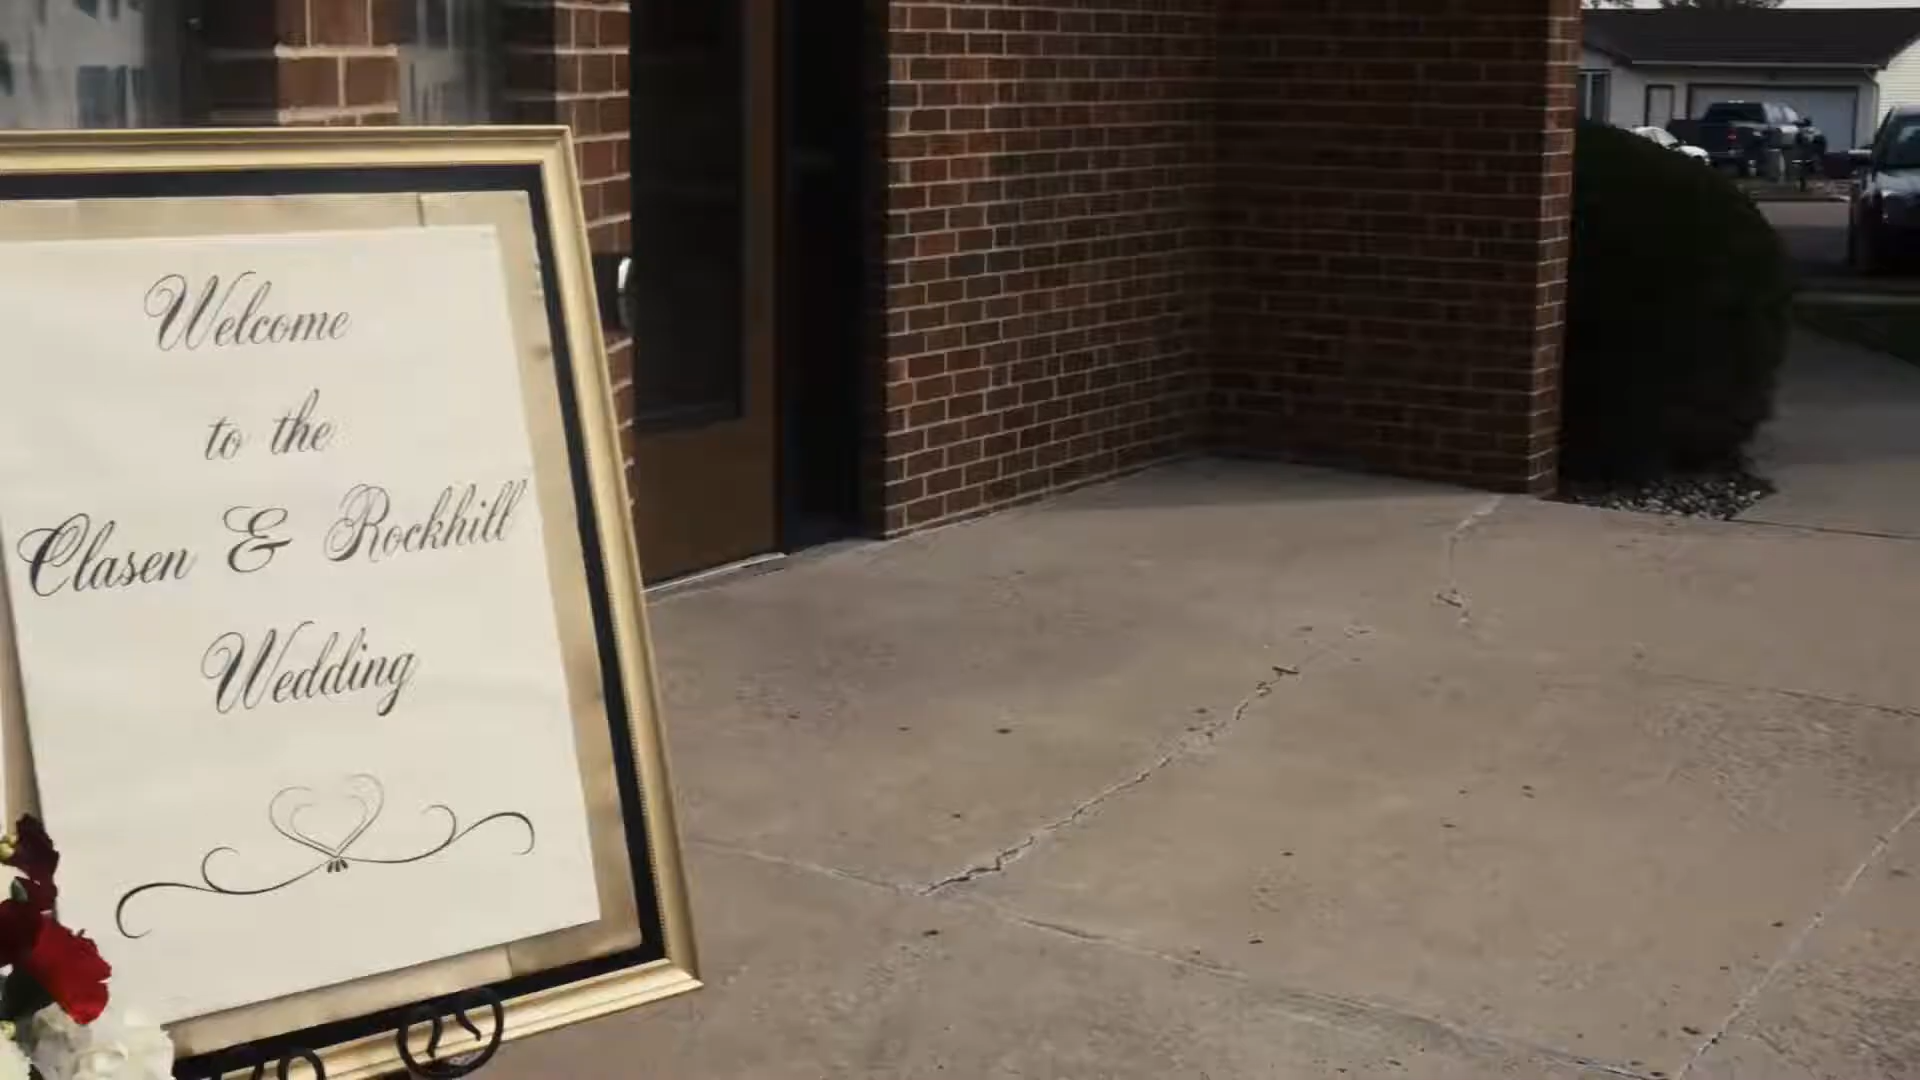 Welcome
to the
Clasen & Rockhill
Wedding